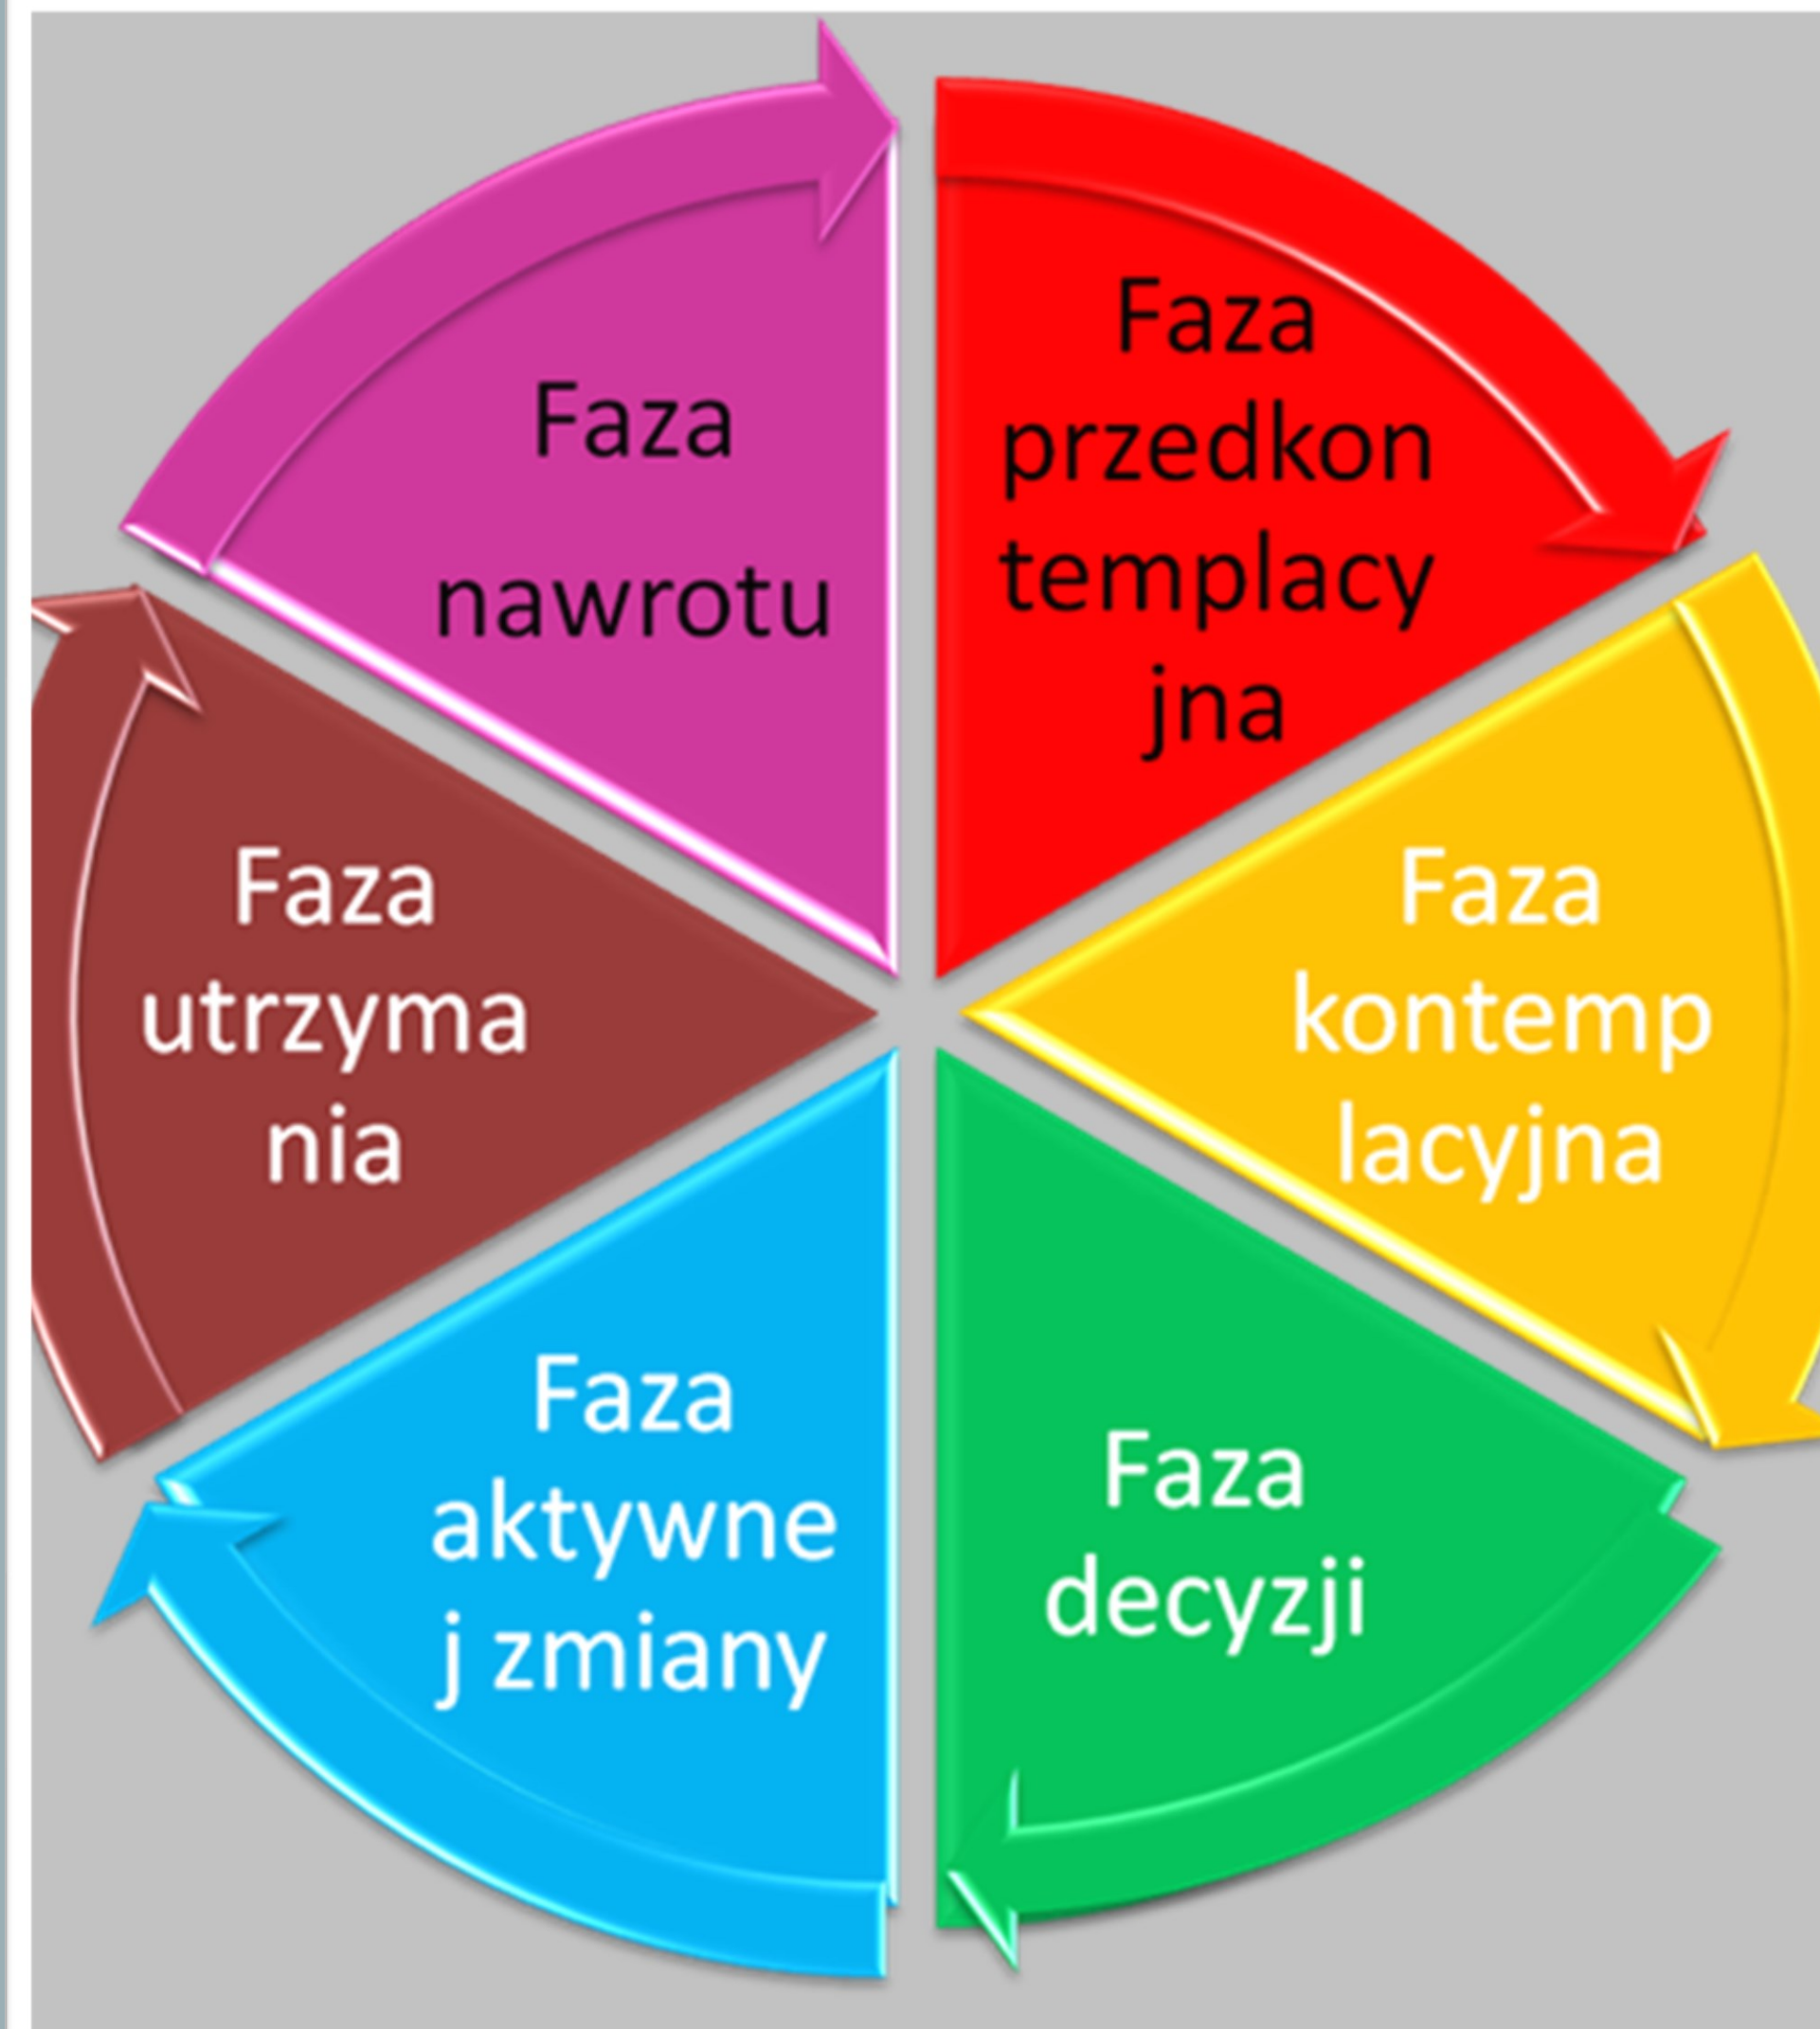 Faza
przedkon
templacy
jna
Faza
kontemp
lacyjna
Faza
decyzji
Faza
aktywne
j zmiany
Faza
utrzyma
nia
Faza
nawrotu